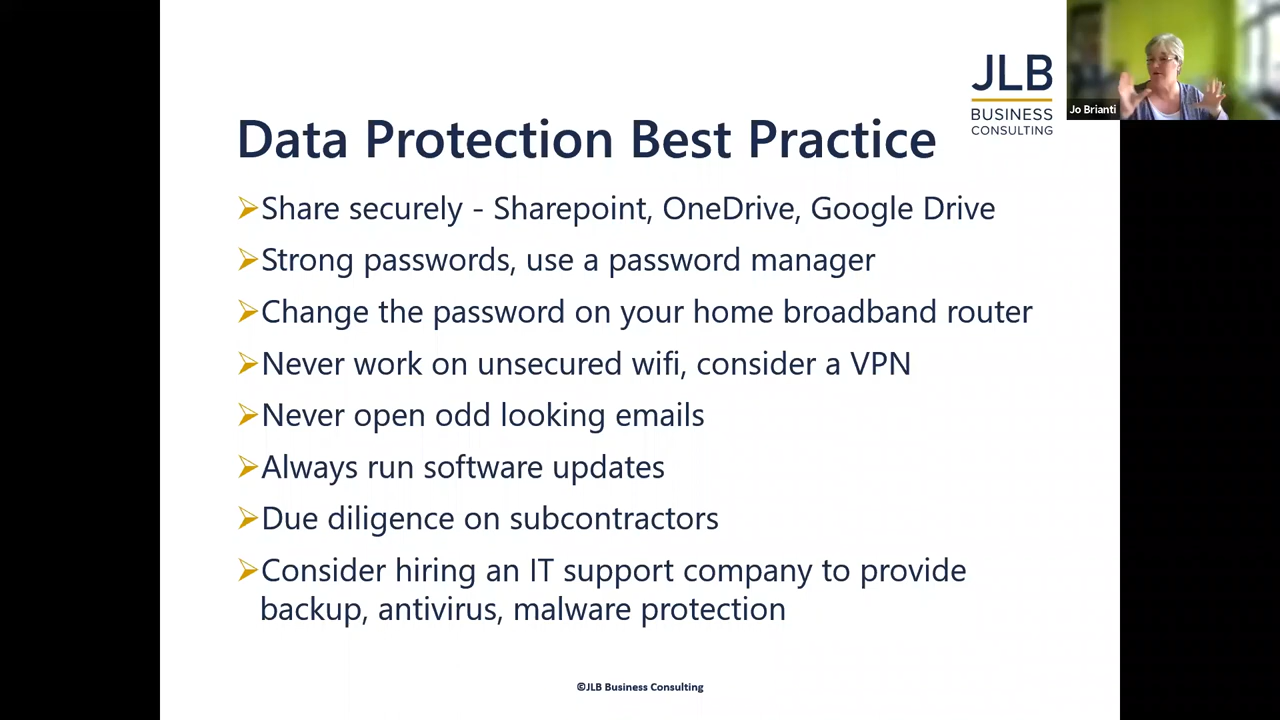 JLB
BUSINESS
CONSULTING
Jo Brianti
Data Protection Best Practice
Share securely - Sharepoint, OneDrive, Google Drive
Strong passwords, use a password manager
Change the password on your home broadband router
Never work on unsecured wifi, consider a VPN
Never open odd looking emails
Always run software updates
Due diligence on subcontractors
Consider hiring an IT support company to provide
backup, antivirus, malware protection
©JLB Business Consulting